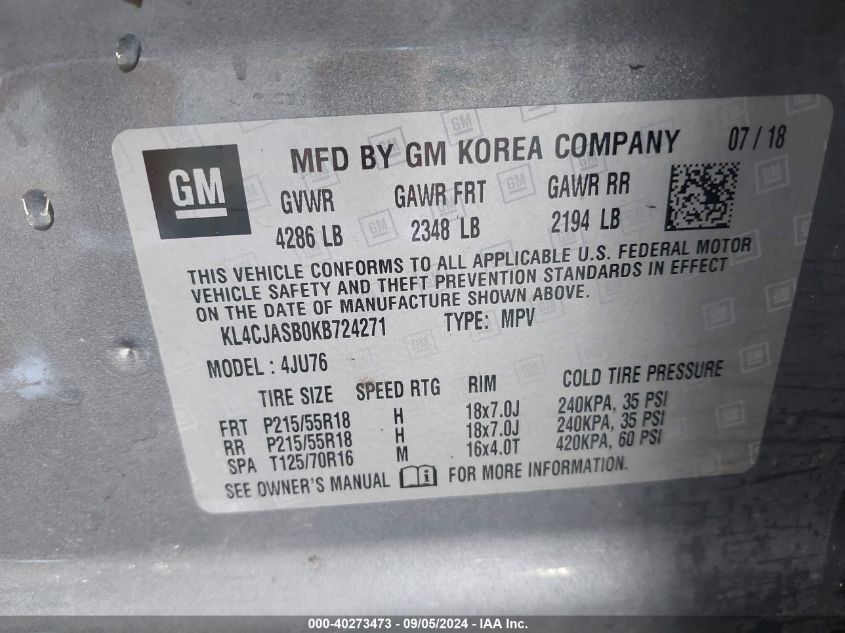 GM
MFD BY GM KOREA COMPANY 07/18
GVWR GAWR FRT GAWR RR
4286 LB 2348 LB 2194 LB
THIS VEHICLE CONFORMS TO ALL APPLICABLE U.S. FEDERAL MOTOR
VEHICLE SAFETY AND THEFT PREVENTION STANDARDS IN EFFECT
ON THE DATE OF MANUFACTURE SHOWN ABOVE.
KL4CJASB0KB724271 TYPE: MPV
MODEL: 4JU76
TIRE SIZE SPEED RTG RIM COLD TIRE PRESSURE
FRT P215/55R18 H 18x7.0J 240KPA, 35 PSI
RR P215/55R18 H 18x7.0J 240KPA, 35 PSI
SPA T125/70R16 M 16x4.0T 420KPA, 60 PSI
SEE OWNER'S MANUAL FOR MORE INFORMATION.
000-40273473 - 09/05/2024 - IAA Inc.